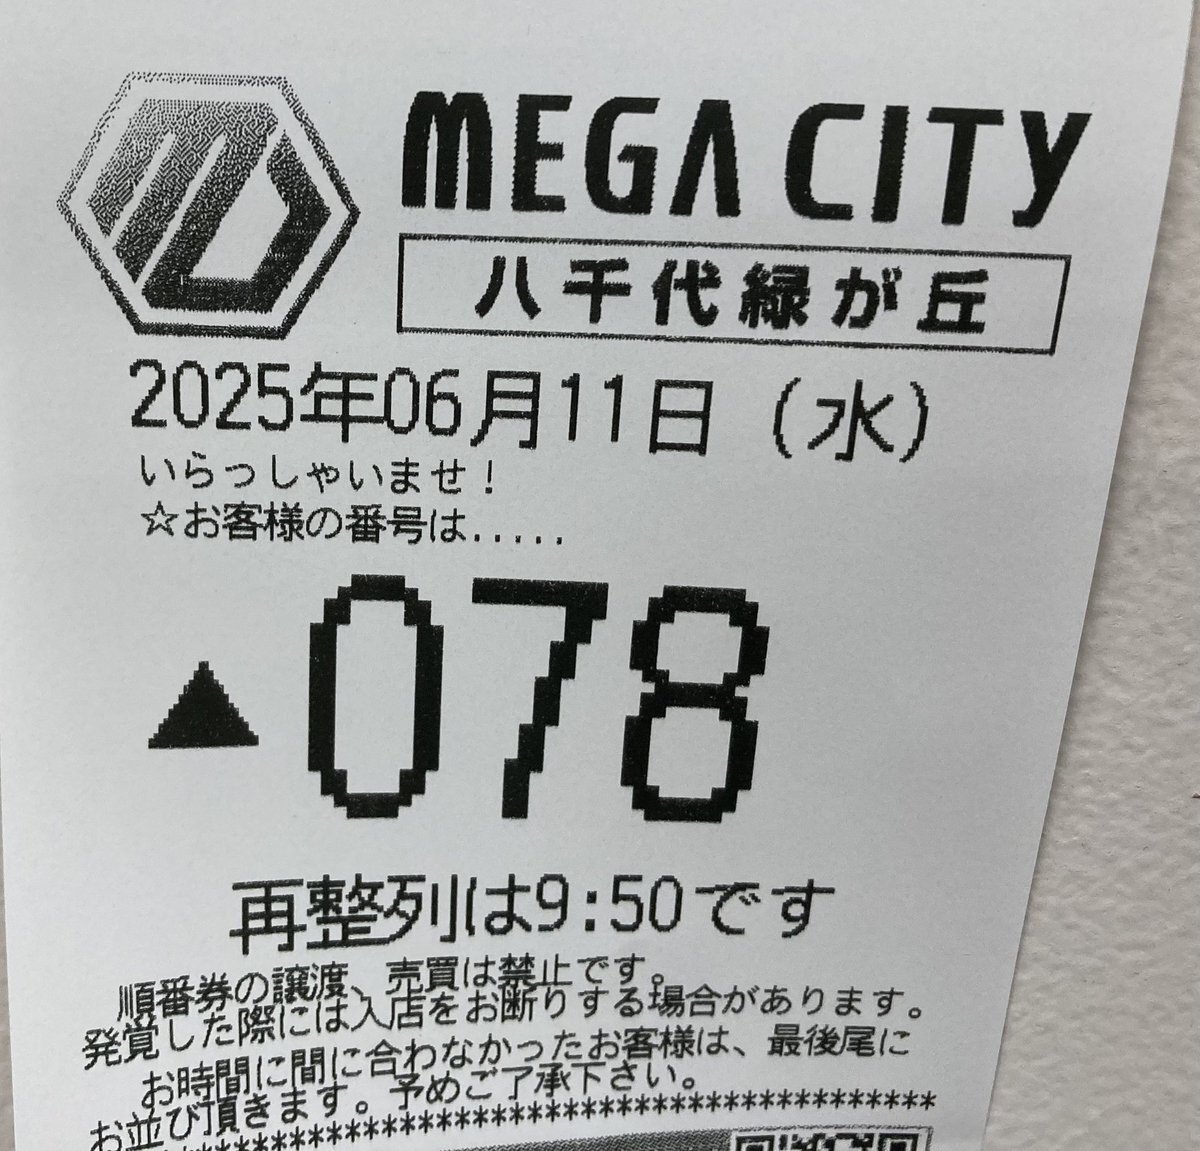 MEGA CITY
八千代緑が丘
2025年06月11日（水）
いらっしゃいませ！
☆お客様の番号は.....
▲078
再整列は9:50です
順番券の譲渡、売買は禁止です。
発覚した際には入店をお断りする場合があります。
お時間に間に合わなかったお客様は、最後尾に
お並び頂きます。予めご了承下さい。